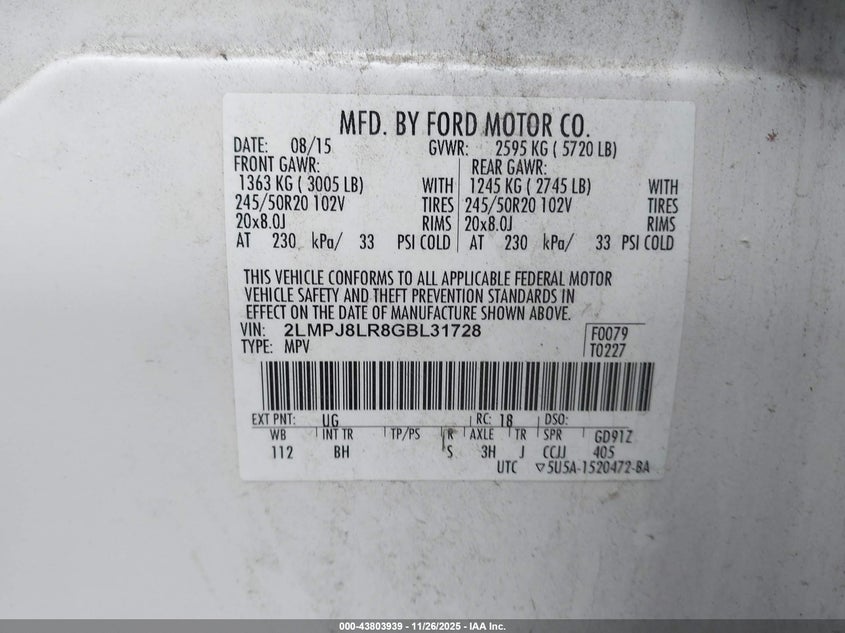 MFD. BY FORD MOTOR CO.
DATE: 08/15 GVWR: 2595 KG ( 5720 LB)
FRONT GAWR: REAR GAWR:
1363 KG ( 3005 LB) WITH 1245 KG ( 2745 LB) WITH
245/50R20 102V TIRES 245/50R20 102V TIRES
20x8.0J RIMS 20x8.0J RIMS
AT 230 kPa/ 33 PSI COLD AT 230 kPa/ 33 PSI COLD
THIS VEHICLE CONFORMS TO ALL APPLICABLE FEDERAL MOTOR
VEHICLE SAFETY AND THEFT PREVENTION STANDARDS IN
EFFECT ON THE DATE OF MANUFACTURE SHOWN ABOVE.
VIN: 2LMPJ8LR8GBL31728 F0079
TYPE: MPV T0227
EXT PNT: UG RC: 18 DSO:
WB INT TR TP/PS R AXLE TR SPR GD91Z
112 BH S 3H J CCJJ 405
UTC ▽5U5A-1520472-BA
000-43803939 - 11/26/2025 - IAA Inc.